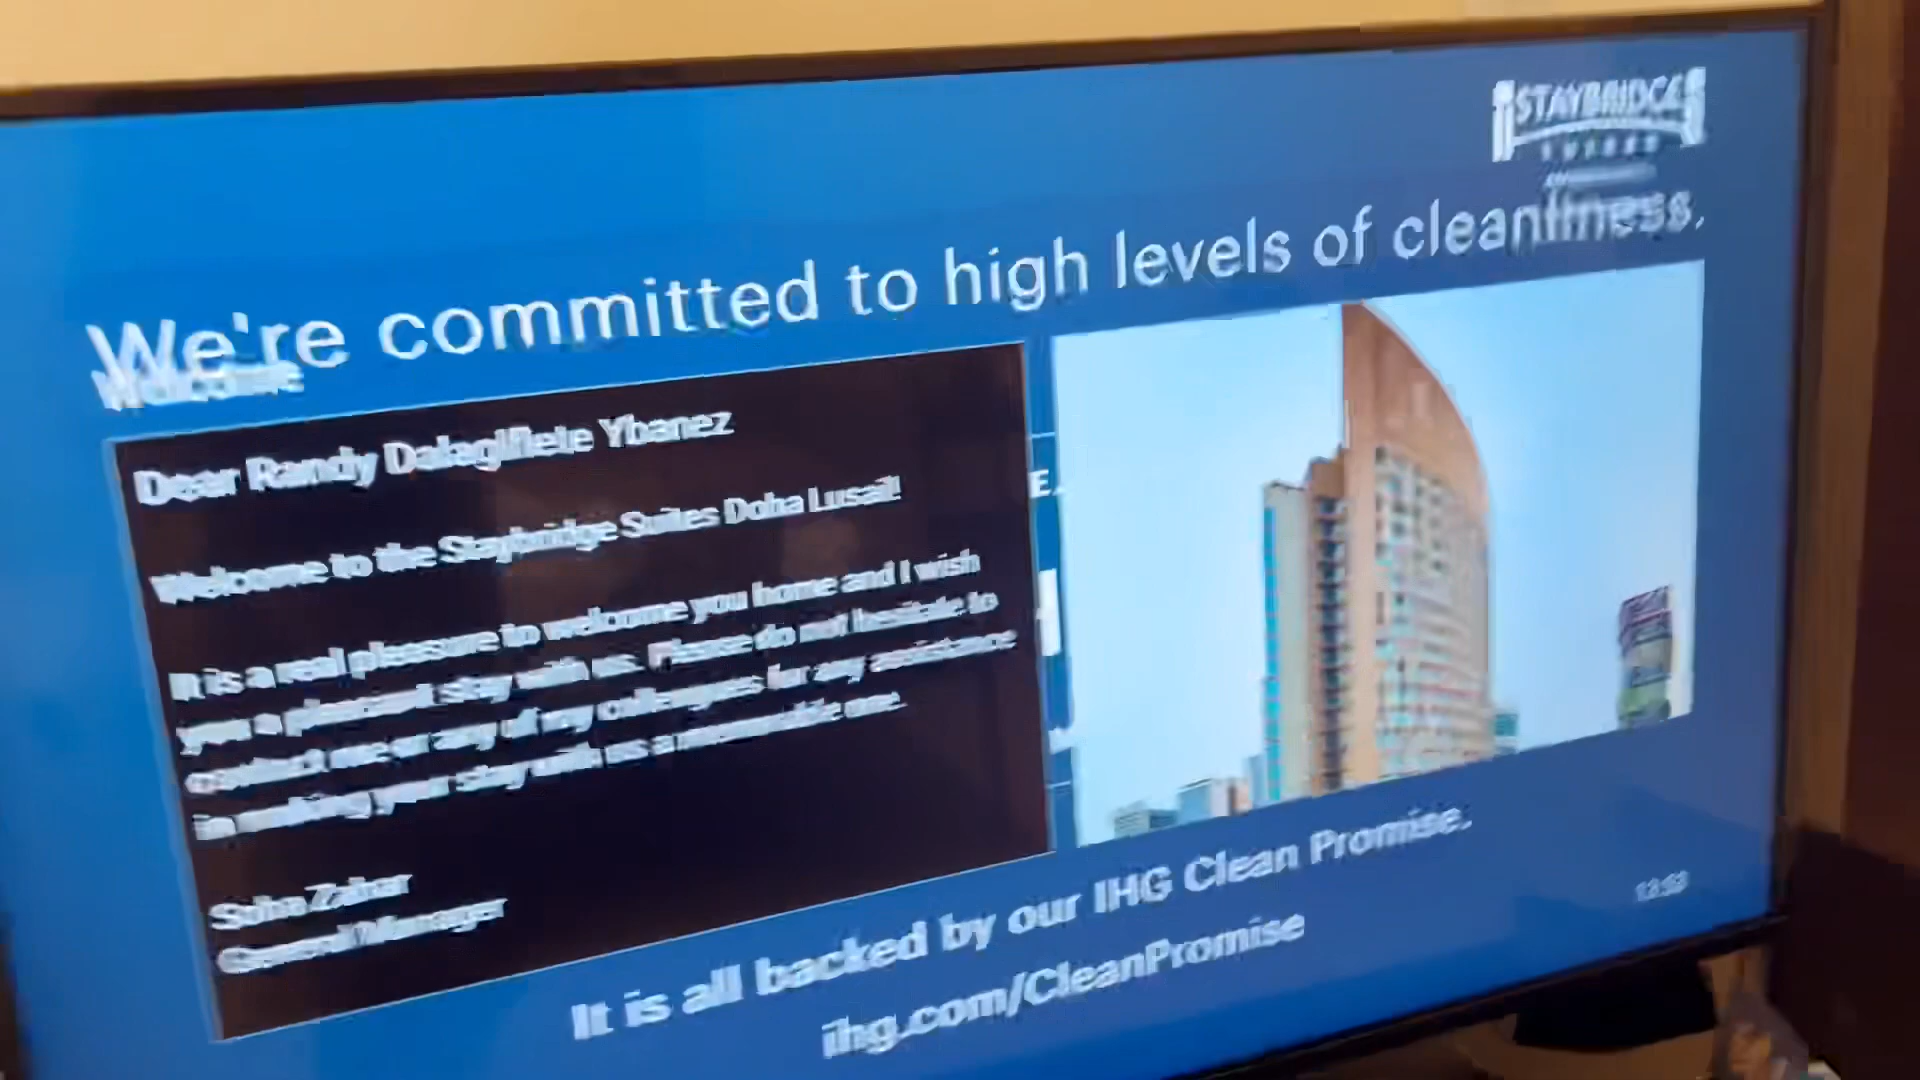 STAYBRIDGE
SUITES
We're committed to high levels of cleanliness.
Welcome
Dear Randy Ybanez
Welcome to the Staybridge Suites Doha Lusail!
It is a real pleasure to welcome you home and I wish
you a pleasant stay with us. Please do not hesitate to
contact me or any of my colleagues for any assistance
in making your stay with us a memorable one.
General Manager
It is all backed by our IHG Clean Promise.
ihg.com/CleanPromise